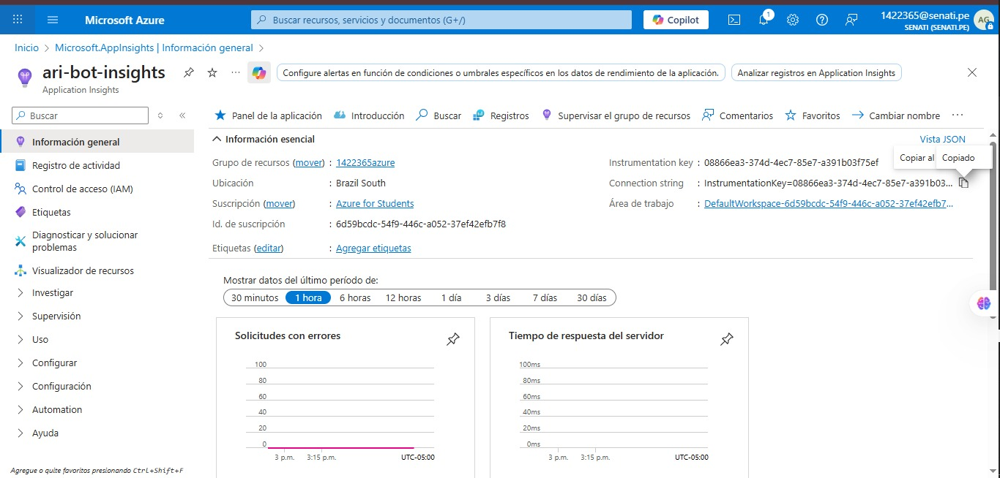 Microsoft Azure
Buscar recursos, servicios y documentos (G+/)
Copilot
1
1422365@senati.pe
SENATI (SENATI.PE)
AG
Inicio > Microsoft.AppInsights | Información general >
ari-bot-insights
Application Insights
Configure alertas en función de condiciones o umbrales específicos en los datos de rendimiento de la aplicación.
Analizar registros en Application Insights
Buscar
Panel de la aplicación
Introducción
Buscar
Registros
Supervisar el grupo de recursos
Comentarios
Favoritos
Cambiar nombre
Información general
Registro de actividad
Control de acceso (IAM)
Etiquetas
Diagnosticar y solucionar
problemas
Visualizador de recursos
Investigar
Supervisión
Uso
Configurar
Configuración
Automation
Ayuda
Agregue o quite favoritos presionando Ctrl+Shift+F
Información esencial
Vista JSON
Grupo de recursos (mover) : 1422365azure
Ubicación : Brazil South
Suscripción (mover) : Azure for Students
Id. de suscripción : 6d59bcdc-54f9-446c-a052-37ef42efb7f8
Etiquetas (editar) : Agregar etiquetas
Instrumentation key : 08866ea3-374d-4ec7-85e7-a391b03f75ef
Copiar al
Copiado
Connection string : InstrumentationKey=08866ea3-374d-4ec7-85e7-a391b03...
Área de trabajo : DefaultWorkspace-6d59bcdc-54f9-446c-a052-37ef42efb7...
Mostrar datos del último período de:
30 minutos 1 hora 6 horas 12 horas 1 día 3 días 7 días 30 días
Solicitudes con errores
100
80
60
40
20
0
3 p.m. 3:15 p.m. UTC-05:00
Tiempo de respuesta del servidor
100ms
80ms
60ms
40ms
20ms
0ms
3 p.m. 3:15 p.m. UTC-05:00